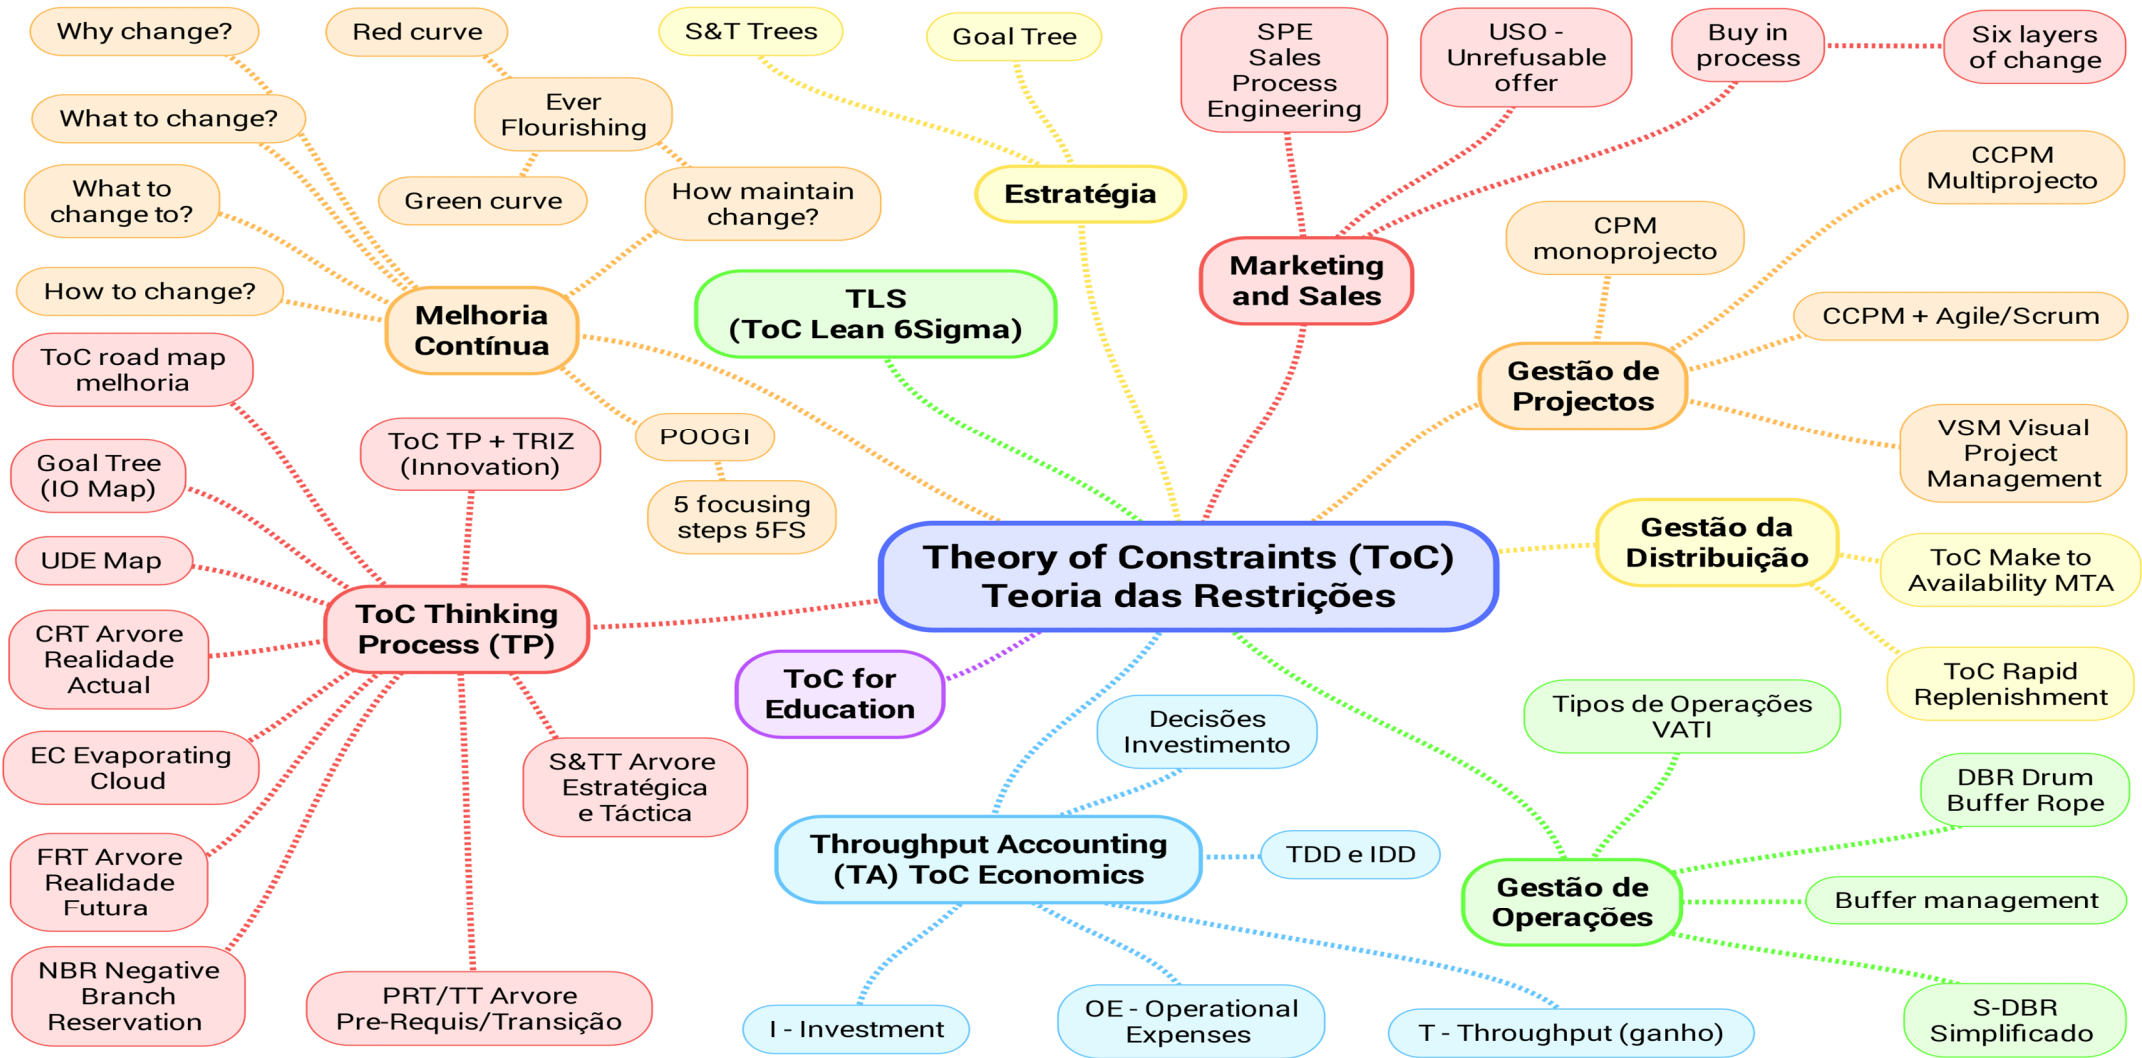 Why change?
Red curve
S&T Trees
Goal Tree
SPE
Sales
Process
Engineering
USO -
Unrefusable
offer
Buy in
process
Six layers
of change
What to change?
Ever
Flourishing
What to
change to?
Green curve
How maintain
change?
Estratégia
CCPM
Multiprojecto
CPM
monoprojecto
How to change?
Melhoria
Contínua
TLS
(ToC Lean 6Sigma)
Marketing
and Sales
CCPM + Agile/Scrum
Gestão de
Projectos
ToC road map
melhoria
ToC TP + TRIZ
(Innovation)
POOGI
VSM Visual
Project
Management
Goal Tree
(IO Map)
5 focusing
steps 5FS
UDE Map
Theory of Constraints (ToC)
Teoria das Restrições
Gestão da
Distribuição
ToC Make to
Availability MTA
ToC Thinking
Process (TP)
CRT Arvore
Realidade
Actual
ToC for
Education
ToC Rapid
Replenishment
EC Evaporating
Cloud
S&TT Arvore
Estratégica
e Táctica
Decisões
Investimento
Tipos de Operações
VATI
DBR Drum
Buffer Rope
FRT Arvore
Realidade
Futura
Throughput Accounting
(TA) ToC Economics
TDD e IDD
Gestão de
Operações
Buffer management
NBR Negative
Branch
Reservation
PRT/TT Arvore
Pre-Requis/Transição
I - Investment
OE - Operational
Expenses
T - Throughput (ganho)
S-DBR
Simplificado